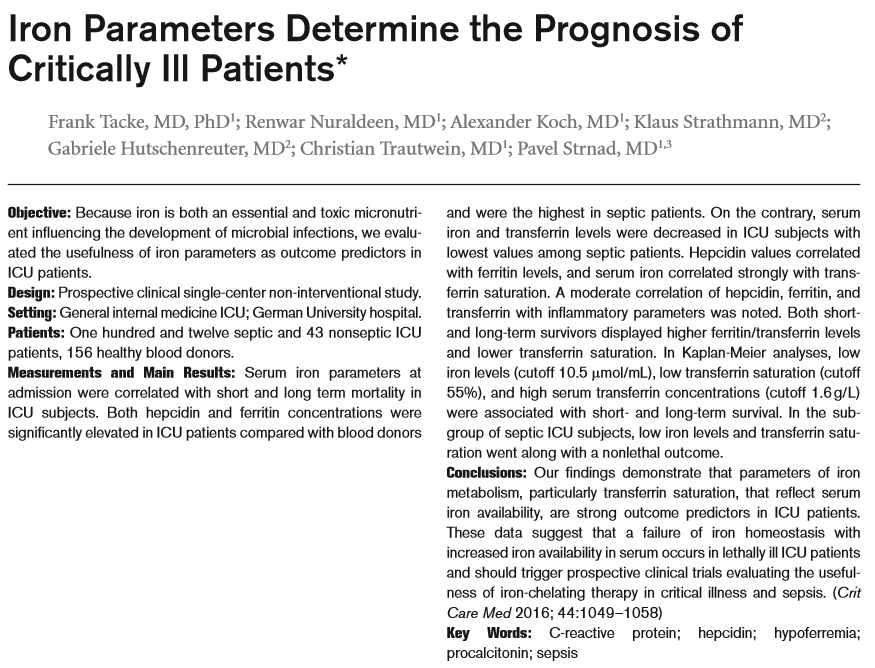 Iron Parameters Determine the Prognosis of
Critically Ill Patients*
Frank Tacke, MD, PhD¹; Renwar Nuraldeen, MD¹; Alexander Koch, MD¹; Klaus Strathmann, MD²;
Gabriele Hutschenreuter, MD²; Christian Trautwein, MD¹; Pavel Strnad, MD¹,³
Objective: Because iron is both an essential and toxic micronutri-
ent influencing the development of microbial infections, we evalu-
ated the usefulness of iron parameters as outcome predictors in
ICU patients.
Design: Prospective clinical single-center non-interventional study.
Setting: General internal medicine ICU; German University hospital.
Patients: One hundred and twelve septic and 43 nonseptic ICU
patients, 156 healthy blood donors.
Measurements and Main Results: Serum iron parameters at
admission were correlated with short and long term mortality in
ICU subjects. Both hepcidin and ferritin concentrations were
significantly elevated in ICU patients compared with blood donors
and were the highest in septic patients. On the contrary, serum
iron and transferrin levels were decreased in ICU subjects with
lowest values among septic patients. Hepcidin values correlated
with ferritin levels, and serum iron correlated strongly with trans-
ferrin saturation. A moderate correlation of hepcidin, ferritin, and
transferrin with inflammatory parameters was noted. Both short-
and long-term survivors displayed higher ferritin/transferrin levels
and lower transferrin saturation. In Kaplan-Meier analyses, low
iron levels (cutoff 10.5 μmol/mL), low transferrin saturation (cutoff
55%), and high serum transferrin concentrations (cutoff 1.6 g/L)
were associated with short- and long-term survival. In the sub-
group of septic ICU subjects, low iron levels and transferrin satu-
ration went along with a nonlethal outcome.
Conclusions: Our findings demonstrate that parameters of iron
metabolism, particularly transferrin saturation, that reflect serum
iron availability, are strong outcome predictors in ICU patients.
These data suggest that a failure of iron homeostasis with
increased iron availability in serum occurs in lethally ill ICU patients
and should trigger prospective clinical trials evaluating the useful-
ness of iron-chelating therapy in critical illness and sepsis. (Crit
Care Med 2016; 44:1049–1058)
Key Words: C-reactive protein; hepcidin; hypoferremia;
procalcitonin; sepsis